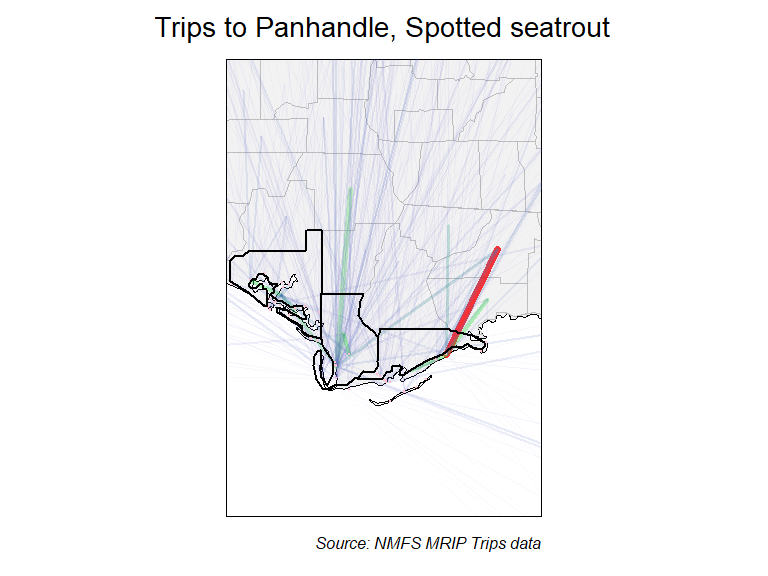 Trips to Panhandle, Spotted seatrout
Source: NMFS MRIP Trips data